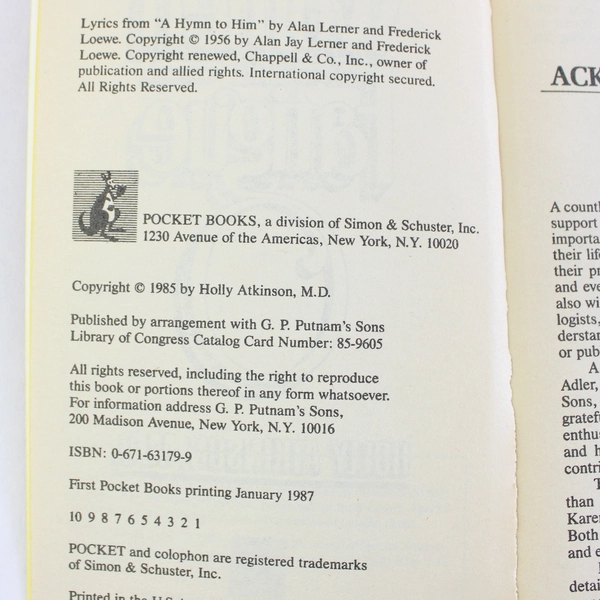 Lyrics from "A Hymn to Him" by Alan Lerner and Frederick
Loewe. Copyright © 1956 by Alan Jay Lerner and Frederick
Loewe. Copyright renewed, Chappell & Co., Inc., owner of
publication and allied rights. International copyright secured.
All Rights Reserved.
POCKET BOOKS, a division of Simon & Schuster, Inc.
1230 Avenue of the Americas, New York, N.Y. 10020
Copyright © 1985 by Holly Atkinson, M.D.
Published by arrangement with G. P. Putnam's Sons
Library of Congress Catalog Card Number: 85-9605
All rights reserved, including the right to reproduce
this book or portions thereof in any form whatsoever.
For information address G. P. Putnam's Sons,
200 Madison Avenue, New York, N.Y. 10016
ISBN: 0-671-63179-9
First Pocket Books printing January 1987
10 9 8 7 6 5 4 3 2 1
POCKET and colophon are registered trademarks
of Simon & Schuster, Inc.
Printed in the U.S.
ACK
A count
support
importa
their life
their pr
and eve
also wi
logists,
derstan
or pub
A
Adler,
Sons,
gratef
enthu
and h
contri
T
than
Karen
Both
and e
detai